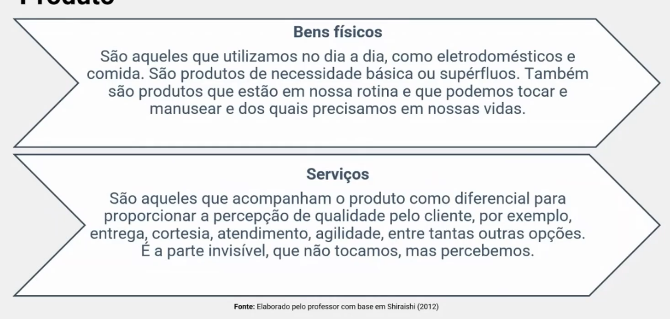 Produto
Bens físicos
São aqueles que utilizamos no dia a dia, como eletrodomésticos e
comida. São produtos de necessidade básica ou supérfluos. Também
são produtos que estão em nossa rotina e que podemos tocar e
manusear e dos quais precisamos em nossas vidas.
Serviços
São aqueles que acompanham o produto como diferencial para
proporcionar a percepção de qualidade pelo cliente, por exemplo,
entrega, cortesia, atendimento, agilidade, entre tantas outras opções.
É a parte invisível, que não tocamos, mas percebemos.
Fonte: Elaborado pelo professor com base em Shiraishi (2012)